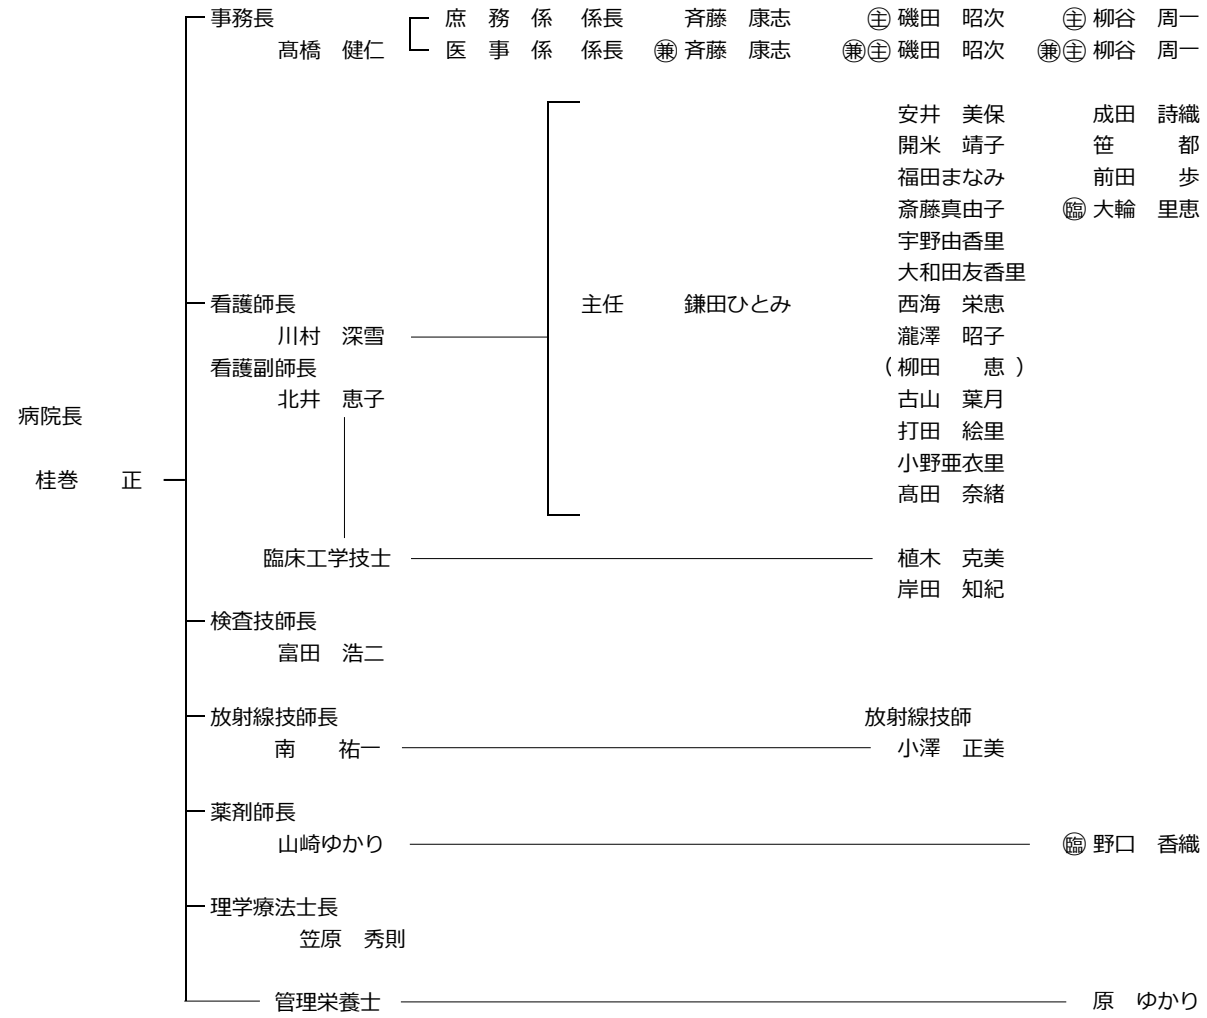 事務長　庶　務　係　係長　斉藤　康志　㊟磯田　昭次　㊟柳谷　周一
髙橋　健仁　医　事　係　係長　兼 斉藤　康志　兼主磯田　昭次　兼主柳谷　周一
安井　美保　成田　詩織
開米　靖子　笹　　都
福田まなみ　前田　　歩
斎藤真由子　臨 大輪　里恵
宇野由香里
大和田友香里
看護師長　主任　鎌田ひとみ　西海　栄恵
川村　深雪　瀧澤　昭子
看護副師長　（柳田　　恵）
北井　恵子　古山　葉月
病院長　打田　絵里
小野亜衣里
桂巻　　正　髙田　奈緒
臨床工学技士　植木　克美
岸田　知紀
検査技師長
富田　浩二
放射線技師長　放射線技師
南　　祐一　小澤　正美
薬剤師長
山崎ゆかり　臨 野口　香織
理学療法士長
笠原　秀則
管理栄養士　原　ゆかり